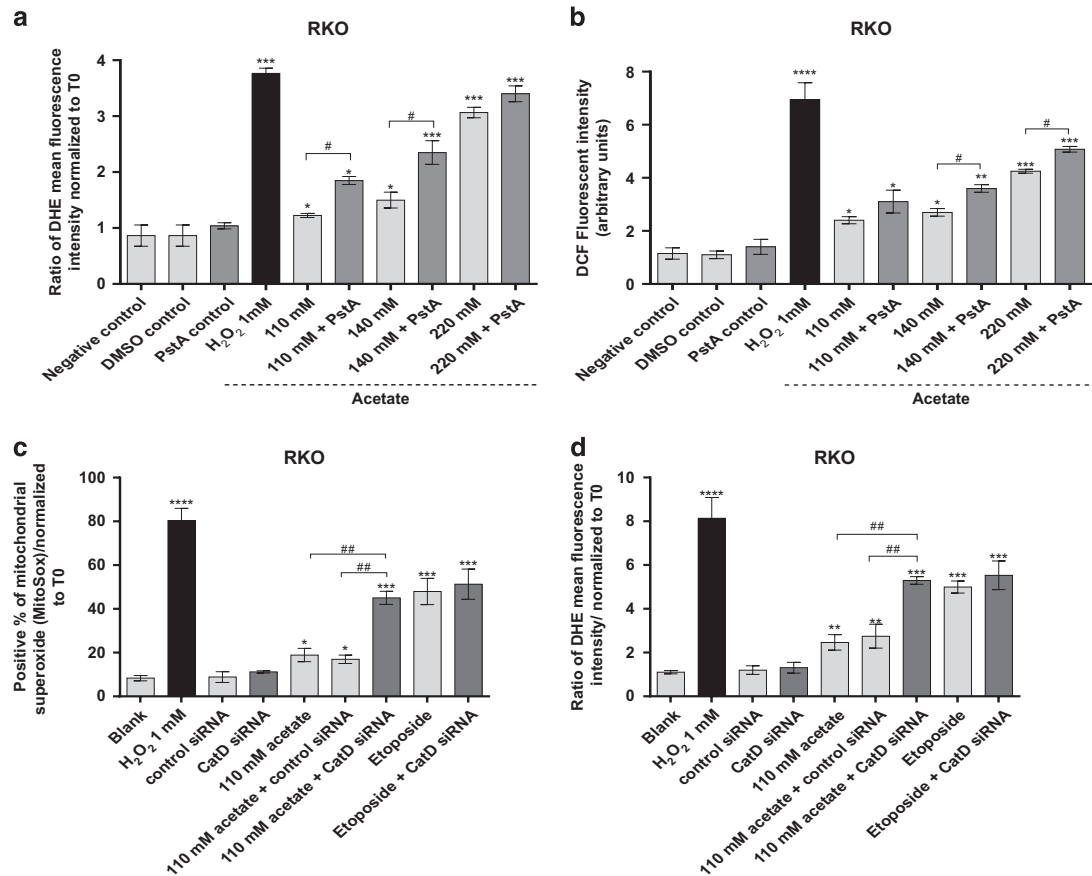 a
RKO
Ratio of DHE mean fluorescence
intensity normalized to T0
4
3
2
1
0
***
*
#
*
*
#
***
***
***
Negative control
DMSO control
PstA control
H₂O₂ 1mM
110 mM
110 mM + PstA
140 mM
140 mM + PstA
220 mM
220 mM + PstA
Acetate
b
RKO
DCF Fluorescent intensity
(arbitrary units)
8
6
4
2
0
****
*
*
*
#
**
***
#
***
Negative control
DMSO control
PstA control
H₂O₂ 1mM
110 mM
110 mM + PstA
140 mM
140 mM + PstA
220 mM
220 mM + PstA
Acetate
c
RKO
Positive % of mitochondrial
superoxide (MitoSox)/normalized
to T0
100
80
60
40
20
0
****
*
*
##
##
***
***
***
Blank
H₂O₂ 1 mM
control siRNA
CatD siRNA
110 mM acetate
110 mM acetate + control siRNA
110 mM acetate + CatD siRNA
Etoposide
Etoposide + CatD siRNA
d
RKO
Ratio of DHE mean fluorescence
intensity/ normalized to T0
10
8
6
4
2
0
****
**
**
##
##
***
***
***
Blank
H₂O₂ 1 mM
control siRNA
CatD siRNA
110 mM acetate
110 mM acetate + control siRNA
110 mM acetate + CatD siRNA
Etoposide
Etoposide + CatD siRNA